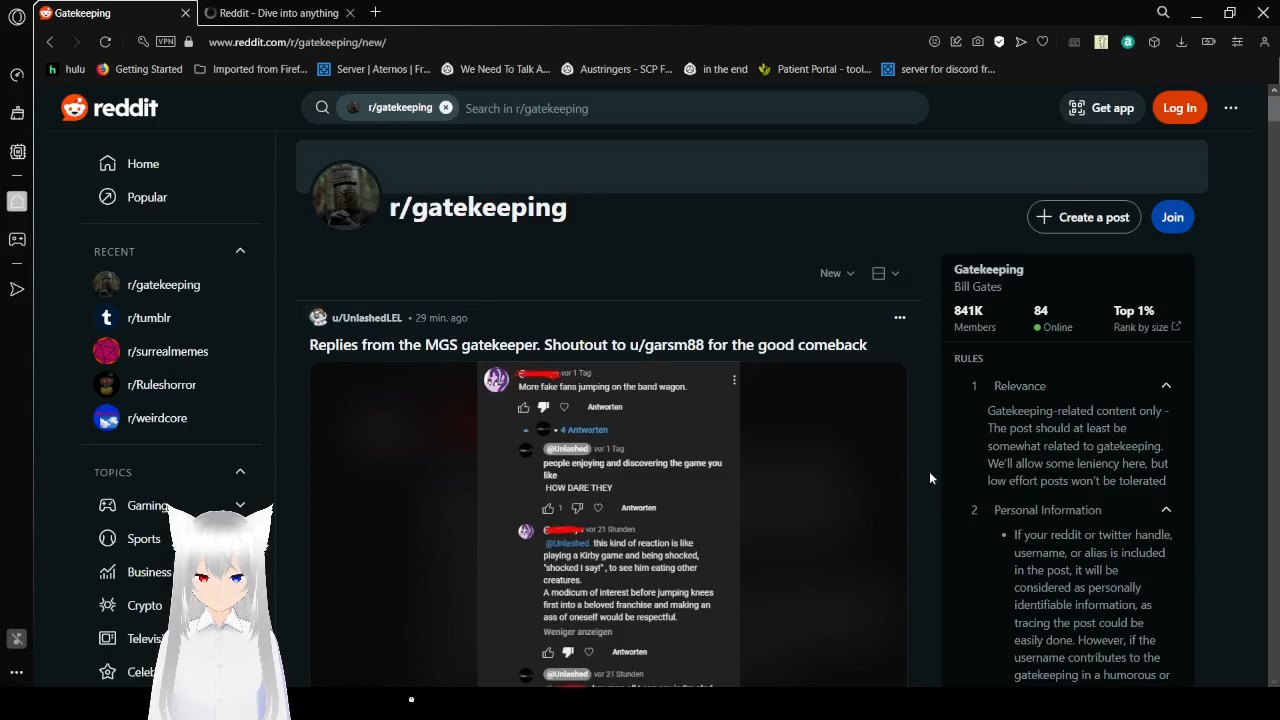 Gatekeeping
Reddit - Dive into anything
VPN
www.reddit.com/r/gatekeeping/new/
h hulu
Getting Started
Imported from Firef...
Server | Aternos | Fr...
We Need To Talk A...
Austringers - SCP F...
in the end
Patient Portal - tool...
server for discord fr...
reddit
r/gatekeeping
Search in r/gatekeeping
Get app
Log In
Home
Popular
RECENT
r/gatekeeping
r/tumblr
r/surrealmemes
r/Ruleshorror
r/weirdcore
TOPICS
Gaming
Sports
Business
Crypto
Televisi
Celeb
r/gatekeeping
Create a post
Join
New
u/UnlashedLEL • 29 min. ago
Replies from the MGS gatekeeper. Shoutout to u/garsm88 for the good comeback
vor 1 Tag
More fake fans jumping on the band wagon.
Antworten
• 4 Antworten
@Unlashed vor 1 Tag
people enjoying and discovering the game you
like
HOW DARE THEY
1 Antworten
vor 21 Stunden
@Unlashed this kind of reaction is like
playing a Kirby game and being shocked,
"shocked I say!" , to see him eating other
creatures.
A modicum of interest before jumping knees
first into a beloved franchise and making an
ass of oneself would be respectful.
Weniger anzeigen
Antworten
@Unlashed vor 21 Stunden
Gatekeeping
Bill Gates
841K 84 Top 1%
Members Online Rank by size
RULES
1 Relevance
Gatekeeping-related content only -
The post should at least be
somewhat related to gatekeeping.
We'll allow some leniency here, but
low effort posts won't be tolerated
2 Personal Information
• If your reddit or twitter handle,
username, or alias is included
in the post, it will be
considered as personally
identifiable information, as
tracing the post could be
easily done. However, if the
username contributes to the
gatekeeping in a humorous or